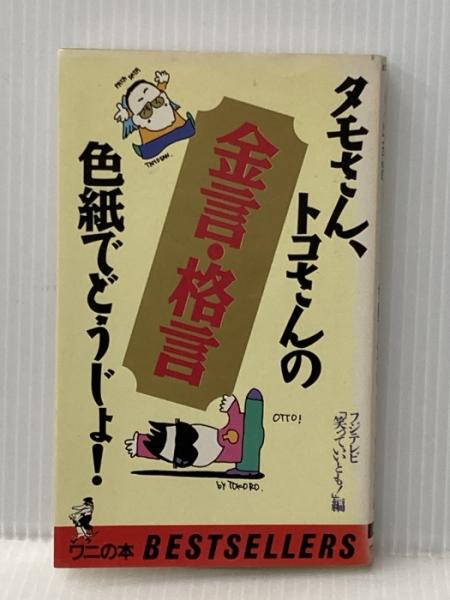 タモさん、
トコさんの
金言・格言
色紙でどうじょ!
フジテレビ
「笑っていいとも!」編
OTTO!
by TOKORO.
TAMOSAN.
ワニの本 BESTSELLERS